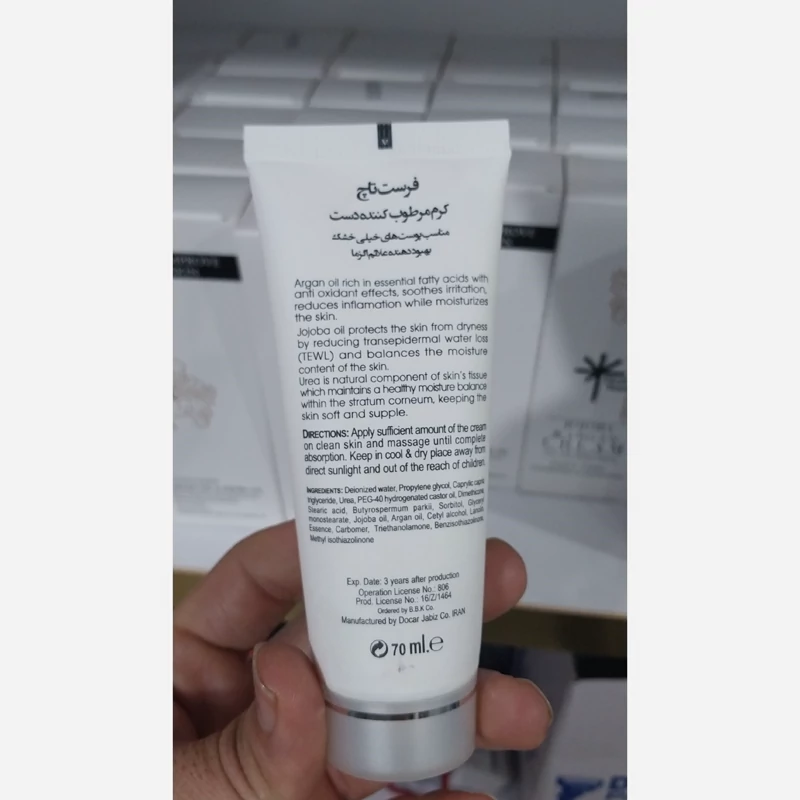 فرست تاچ
کرم مرطوب کننده دست
مناسب پوست های خیلی خشک
بهبود دهنده علائم اگزما
Argan oil rich in essential fatty acids with
anti oxidant effects, soothes irritation,
reduces inflamation while moisturizes
the skin.
Jojoba oil protects the skin from dryness
by reducing transepidermal water loss
(TEWL) and balances the moisture
content of the skin.
Urea is natural component of skin's tissue
which maintains a healthy moisture balance
within the stratum corneum, keeping the
skin soft and supple.
DIRECTIONS: Apply sufficient amount of the cream
on clean skin and massage until complete
absorption. Keep in cool & dry place away from
direct sunlight and out of the reach of children.
INGREDIENTS: Deionized water, Propylene glycol, Caprylic capric
triglyceride, Urea, PEG-40 hydrogenated castor oil, Dimethicone,
Stearic acid, Butyrospermum parkii, Sorbitol, Glyceryl
monostearate, Jojoba oil, Argan oil, Cetyl alcohol, Lanolin,
Essence, Carbomer, Triethanolamone, Benzisothiazolinone,
Methyl isothiazolinone
Exp. Date: 3 years after production
Operation License No.: 806
Prod. License No.: 16/Z/1464
Ordered by B.B.K Co.
Manufactured by Docar Jabiz Co. IRAN
70 ml.e